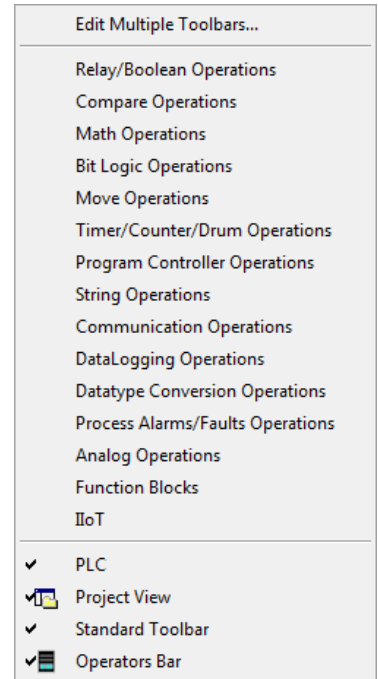 Edit Multiple Toolbars...
Relay/Boolean Operations
Compare Operations
Math Operations
Bit Logic Operations
Move Operations
Timer/Counter/Drum Operations
Program Controller Operations
String Operations
Communication Operations
DataLogging Operations
Datatype Conversion Operations
Process Alarms/Faults Operations
Analog Operations
Function Blocks
IIoT
PLC
Project View
Standard Toolbar
Operators Bar